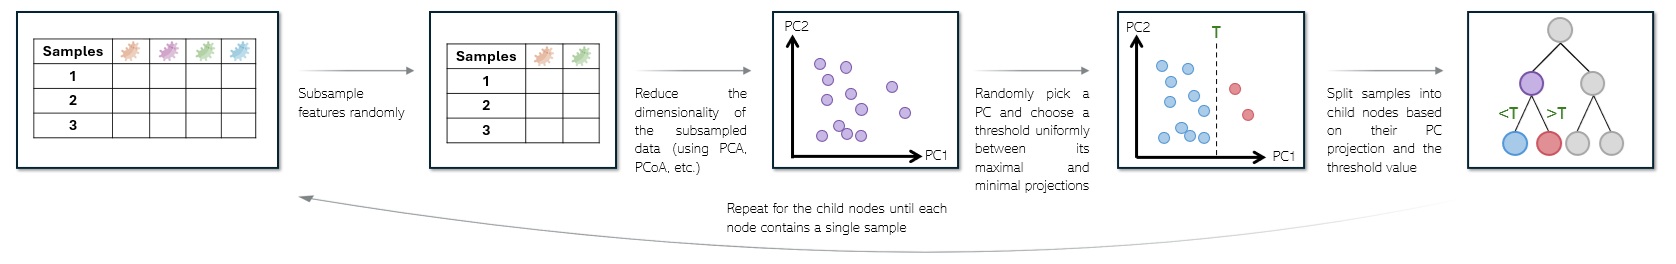 Samples
1
2
3
Subsample
features randomly
Samples
1
2
3
Reduce the
dimensionality of
the subsampled
data (using PCA,
PCoA, etc.)
PC2
PC1
Randomly pick a
PC and choose a
threshold uniformly
between its
maximal and
minimal projections
PC2
T
PC1
Split samples into
child nodes based
on their PC
projection and the
threshold value
<T >T
Repeat for the child nodes until each
node contains a single sample